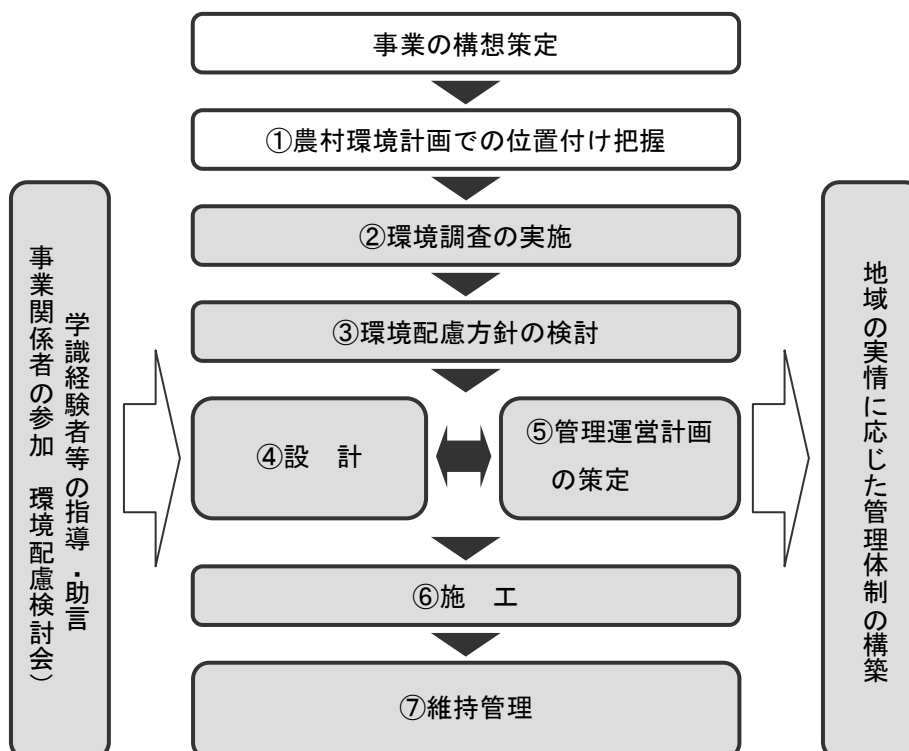 事業の構想策定
①農村環境計画での位置付け把握
②環境調査の実施
③環境配慮方針の検討
④設　計
⑤管理運営計画
の策定
⑥施　工
⑦維持管理
学識経験者等の指導・助言
事業関係者の参加　環境配慮検討会）
地域の実情に応じた管理体制の構築